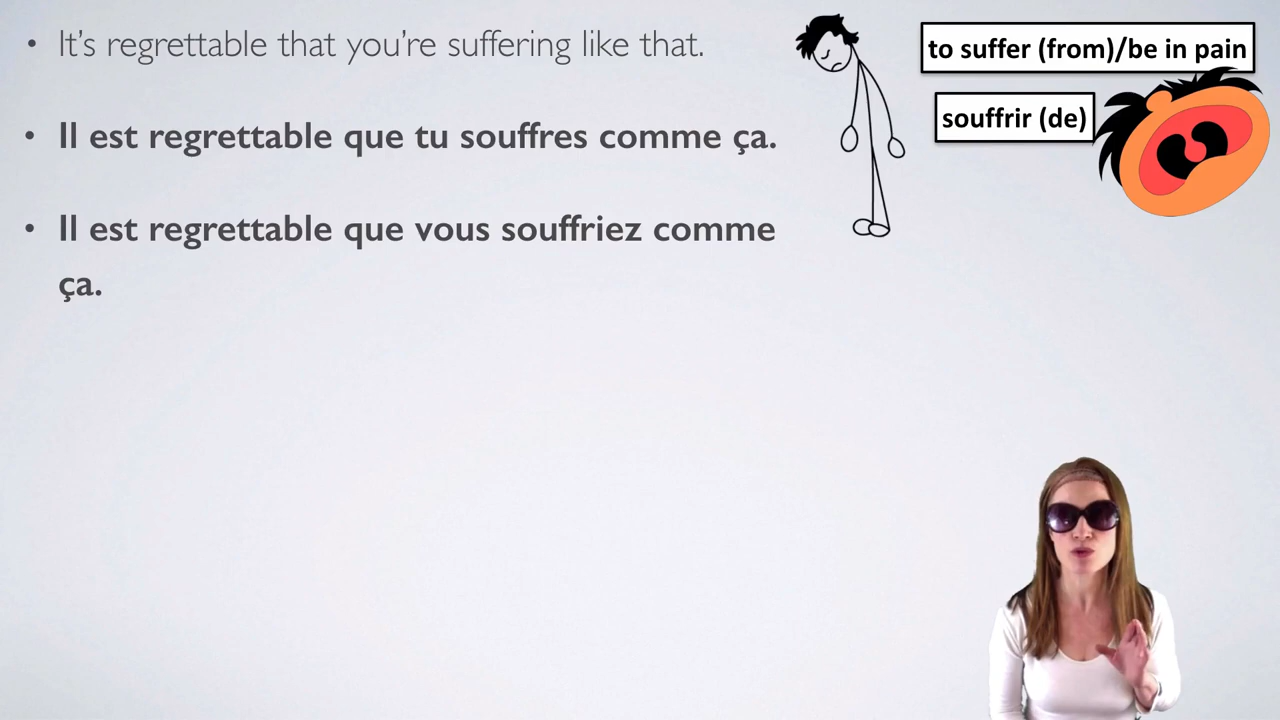 • It’s regrettable that you’re suffering like that.
• Il est regrettable que tu souffres comme ça.
• Il est regrettable que vous souffriez comme
ça.
to suffer (from)/be in pain
souffrir (de)